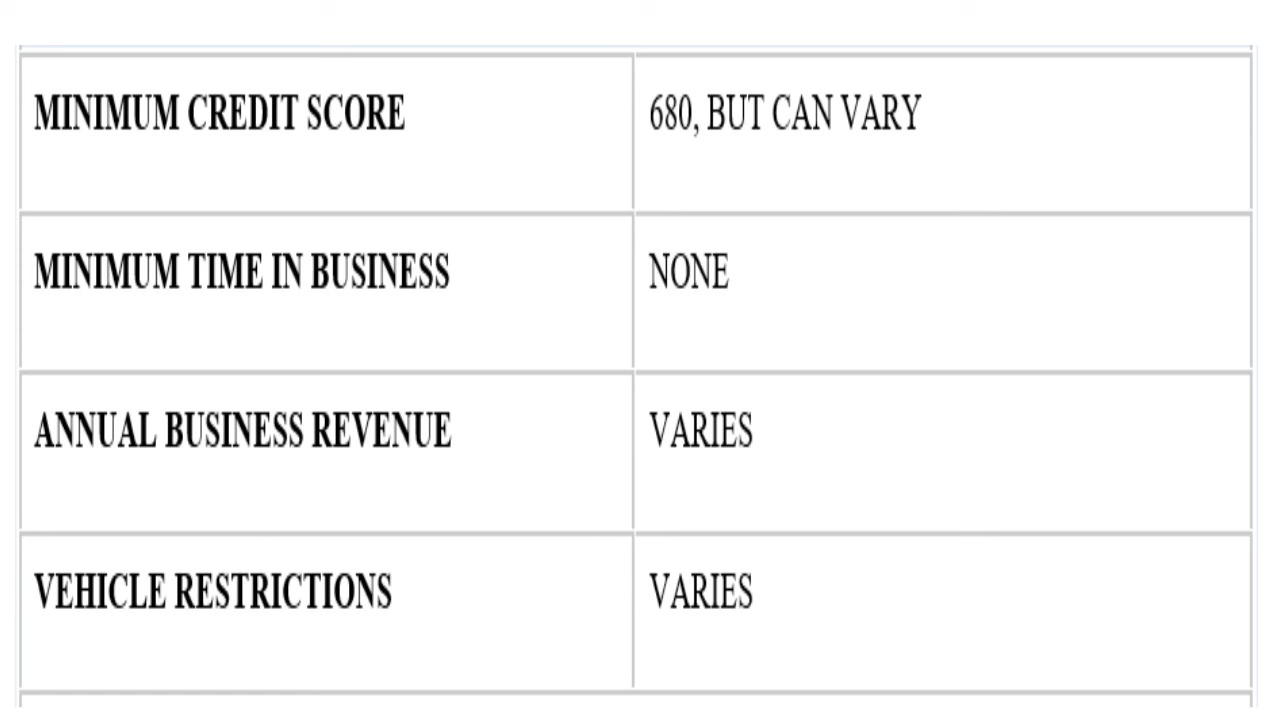 MINIMUM CREDIT SCORE
680, BUT CAN VARY
MINIMUM TIME IN BUSINESS
NONE
ANNUAL BUSINESS REVENUE
VARIES
VEHICLE RESTRICTIONS
VARIES